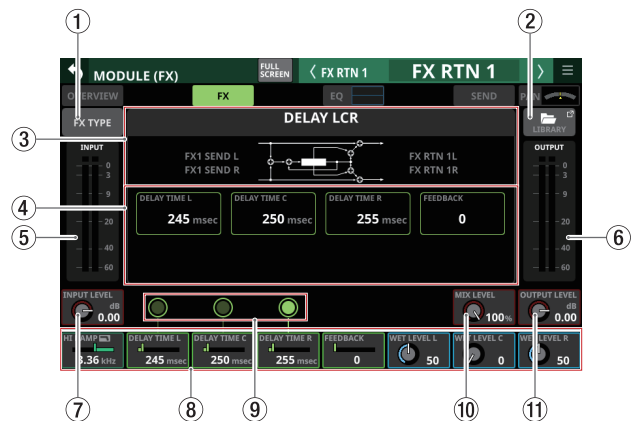 ① ②
MODULE (FX) FULL SCREEN FX RTN 1 FX RTN 1
OVERVIEW FX EQ SEND PAN
FX TYPE DELAY LCR LIBRARY
③
INPUT OUTPUT
FX1 SEND L FX RTN 1L
FX1 SEND R FX RTN 1R
0 0
3 3
9 9
④ DELAY TIME L DELAY TIME C DELAY TIME R FEEDBACK
245 msec 250 msec 255 msec 0
20 20
⑤ ⑥
40 40
60 60
INPUT LEVEL MIX LEVEL OUTPUT LEVEL
dB 0.00 100% dB 0.00
DELAY TIME L DELAY TIME C DELAY TIME R FEEDBACK WET LEVEL L WET LEVEL C WET LEVEL R
kHz 245 msec 250 msec 255 msec 0 50 0 50
⑦ ⑧ ⑨ ⑩ ⑪